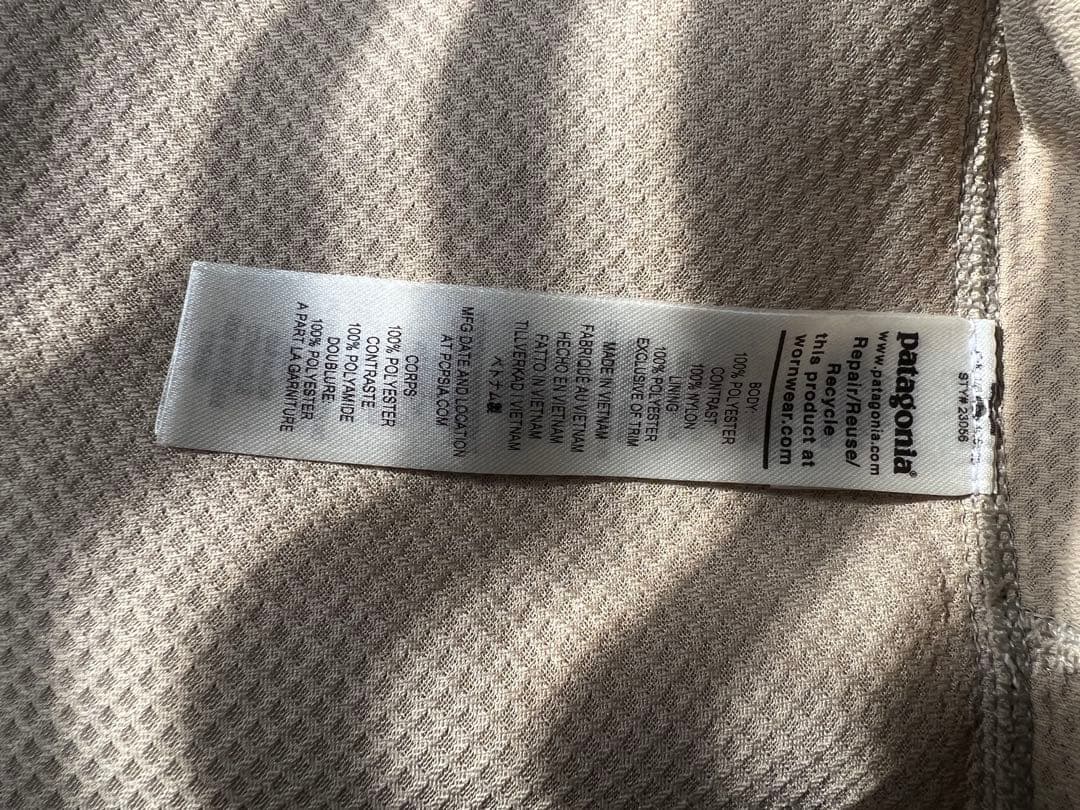 STY# 23056
patagonia®
www.patagonia.com
Repair/Reuse/
Recycle
this product at
wornwear.com
BODY:
100% POLYESTER
CONTRAST:
100% NYLON
LINING:
100% POLYESTER
EXCLUSIVE OF TRIM
MADE IN VIETNAM
FABRIQUÉ AU VIETNAM
HECHO EN VIETNAM
FATTO IN VIETNAM
TILLVERKAD I VIETNAM
ベトナム製
MFG DATE AND LOCATION
AT PCPSIA.COM
CORPS
100% POLYESTER
CONTRASTE
100% POLYAMIDE
DOUBLURE:
100% POLYESTER
A PART LA GARNITURE